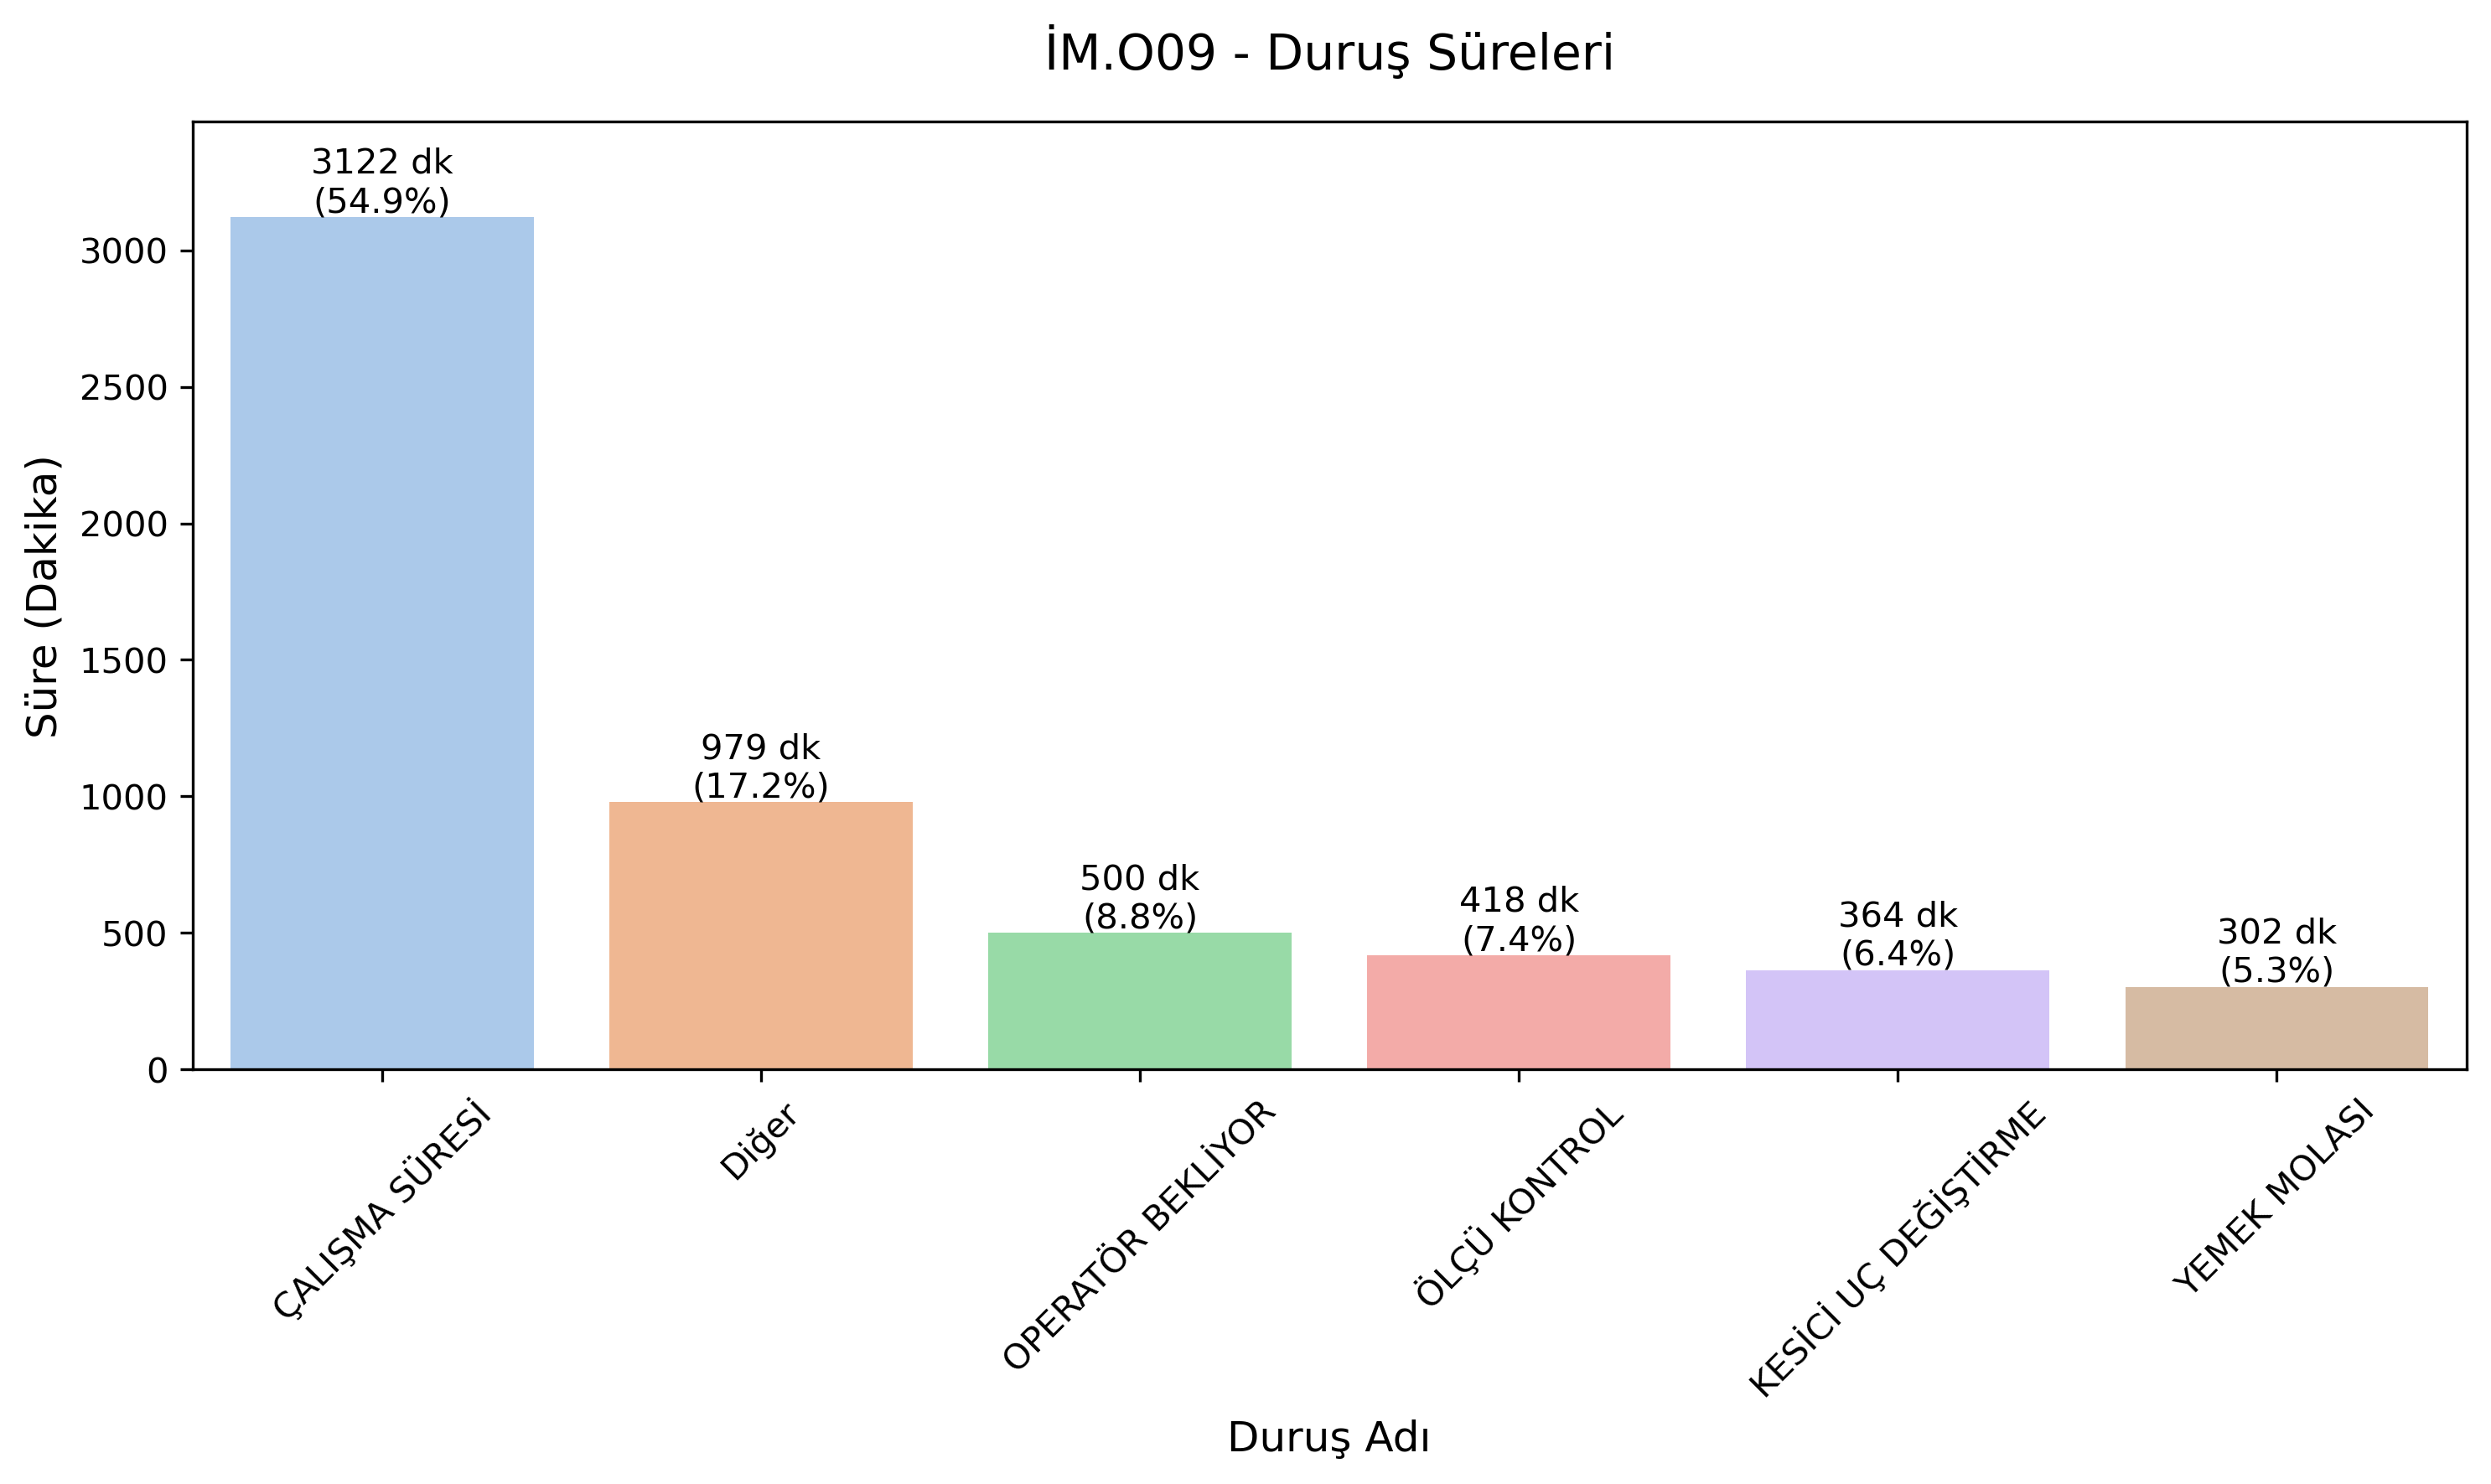 İM.O09 - Duruş Süreleri
Süre (Dakika)
3000
2500
2000
1500
1000
500
0
3122 dk
(54.9%)
979 dk
(17.2%)
500 dk
(8.8%)
418 dk
(7.4%)
364 dk
(6.4%)
302 dk
(5.3%)
ÇALIŞMA SÜRESİ
Diğer
OPERATÖR BEKLİYOR
ÖLÇÜ KONTROL
KESİCİ UÇ DEĞİŞTİRME
YEMEK MOLASI
Duruş Adı